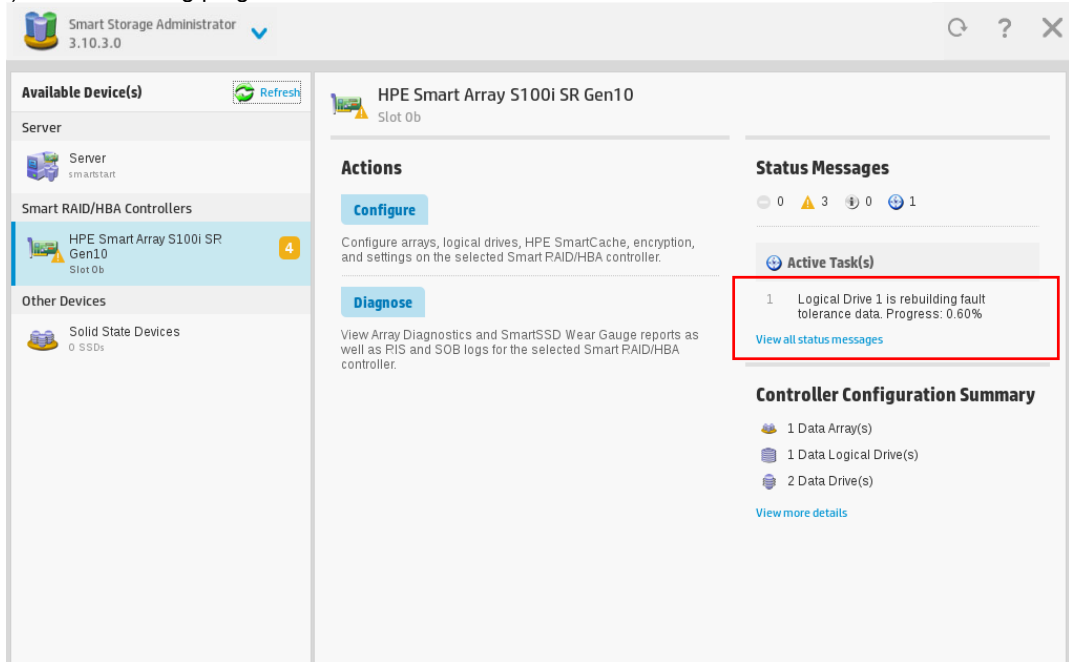 Smart Storage Administrator
3.10.3.0
Available Device(s)
Refresh
Server
Server
smartstart
Smart RAID/HBA Controllers
HPE Smart Array S100i SR
Gen10
Slot 0b
4
Other Devices
Solid State Devices
0 SSDs
HPE Smart Array S100i SR Gen10
Slot 0b
Actions
Configure
Configure arrays, logical drives, HPE SmartCache, encryption,
and settings on the selected Smart RAID/HBA controller.
Diagnose
View Array Diagnostics and SmartSSD Wear Gauge reports as
well as RIS and SOB logs for the selected Smart RAID/HBA
controller.
Status Messages
0 3 0 1
Active Task(s)
1 Logical Drive 1 is rebuilding fault
tolerance data. Progress: 0.60%
View all status messages
Controller Configuration Summary
1 Data Array(s)
1 Data Logical Drive(s)
2 Data Drive(s)
View more details